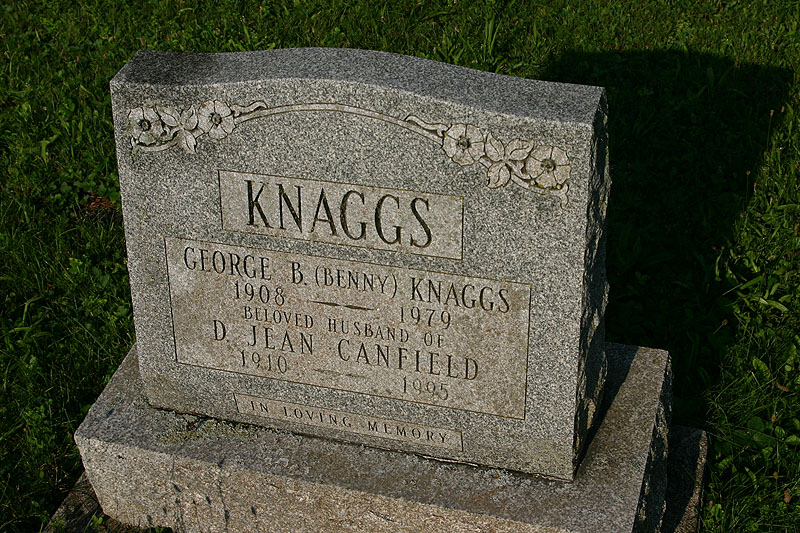 KNAGGS
GEORGE B. (BENNY) KNAGGS
1908 — 1979
BELOVED HUSBAND OF
D. JEAN CANFIELD
1910 — 1995
IN LOVING MEMORY